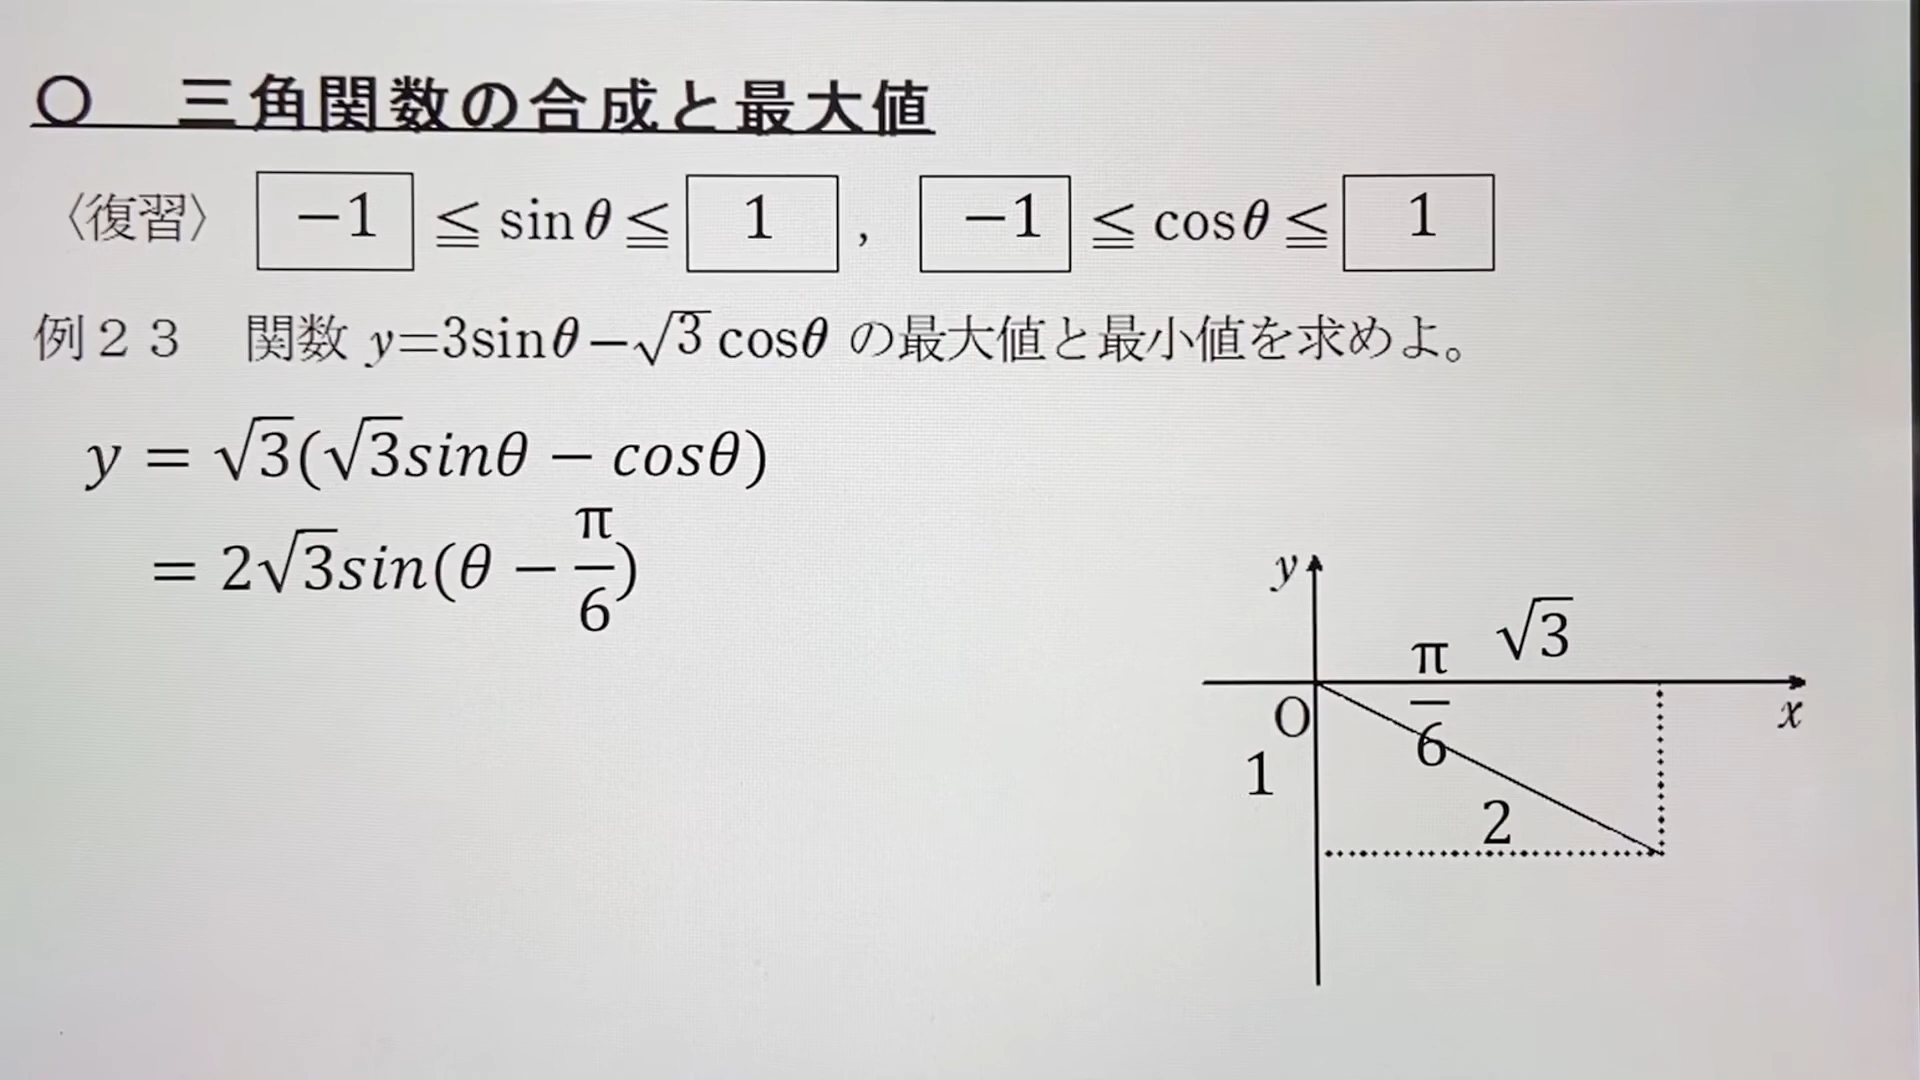 ○　三角関数の合成と最大値
〈復習〉 −1 ≦ sinθ ≦ 1 , −1 ≦ cosθ ≦ 1
例２３　関数 y=3sinθ−√3cosθ の最大値と最小値を求めよ。
y = √3(√3sinθ − cosθ)
= 2√3sin(θ − π/6)
y
√3
π/6
O
x
1
2